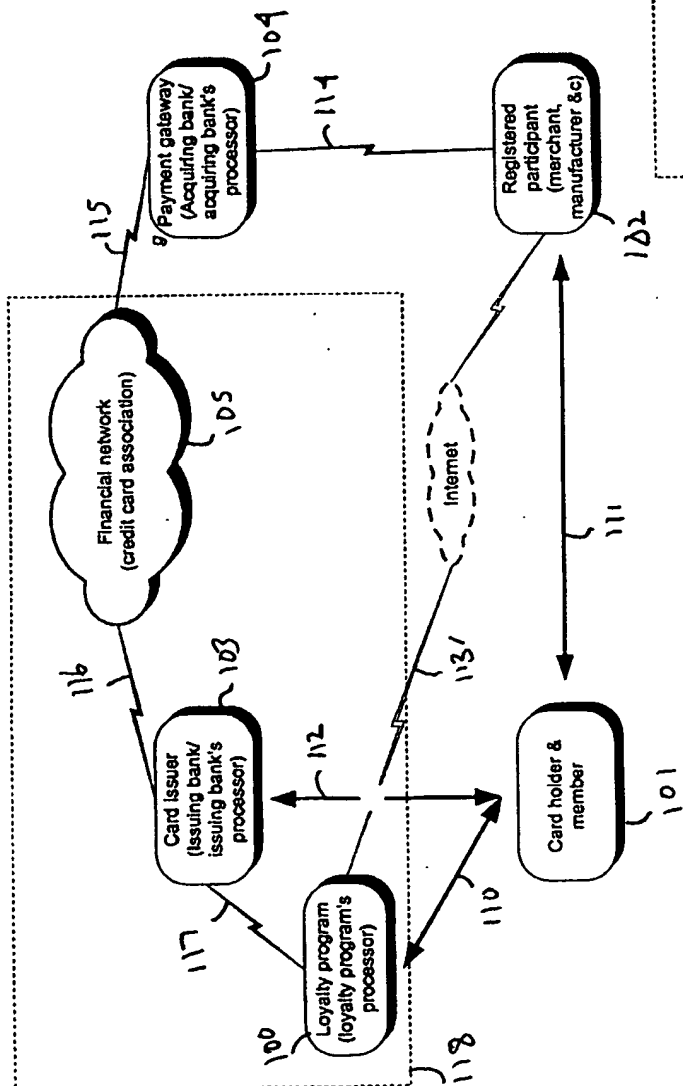 115
g Payment gateway
(Acquiring bank/
acquiring bank's
processor)
104
114
Financial network
(credit card association)
105
116
Card issuer
(Issuing bank/
issuing bank's
processor)
103
112
117
100
Loyalty program
(loyalty program's
processor)
118
110
113
Internet
111
Registered
participant
(merchant,
manufacturer &c)
102
Card holder &
member
101